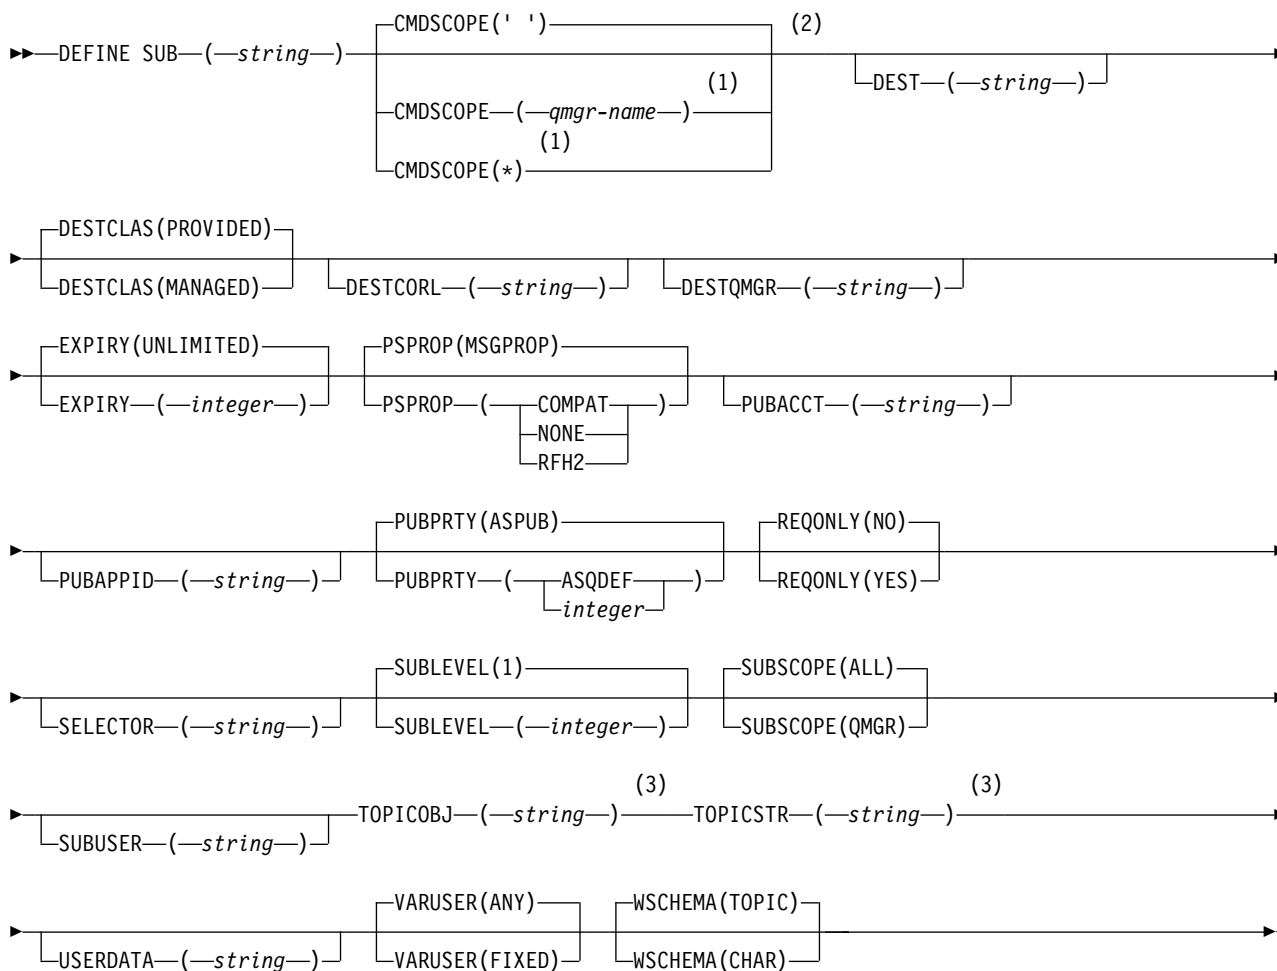 CMDSCOPE(' ') (2)
DEFINE SUB ( string ) DEST ( string )
(1)
CMDSCOPE ( qmgr-name )
(1)
CMDSCOPE(*)
DESTCLAS(PROVIDED)
DESTCLAS(MANAGED) DESTCORL ( string ) DESTQMGR ( string )
EXPIRY(UNLIMITED) PSPROP(MSGPROP)
EXPIRY ( integer ) PSPROP ( COMPAT ) PUBACCT ( string )
NONE
RFH2
PUBPRTY(ASPUB) REQONLY(NO)
PUBAPPID ( string ) PUBPRTY ( ASQDEF ) REQONLY(YES)
integer
SUBLEVEL(1) SUBSCOPE(ALL)
SELECTOR ( string ) SUBLEVEL ( integer ) SUBSCOPE(QMGR)
(3) (3)
TOPICOBJ ( string ) TOPICSTR ( string )
SUBUSER ( string )
VARUSER(ANY) WSCHEMA(TOPIC)
USERDATA ( string ) VARUSER(FIXED) WSCHEMA(CHAR)